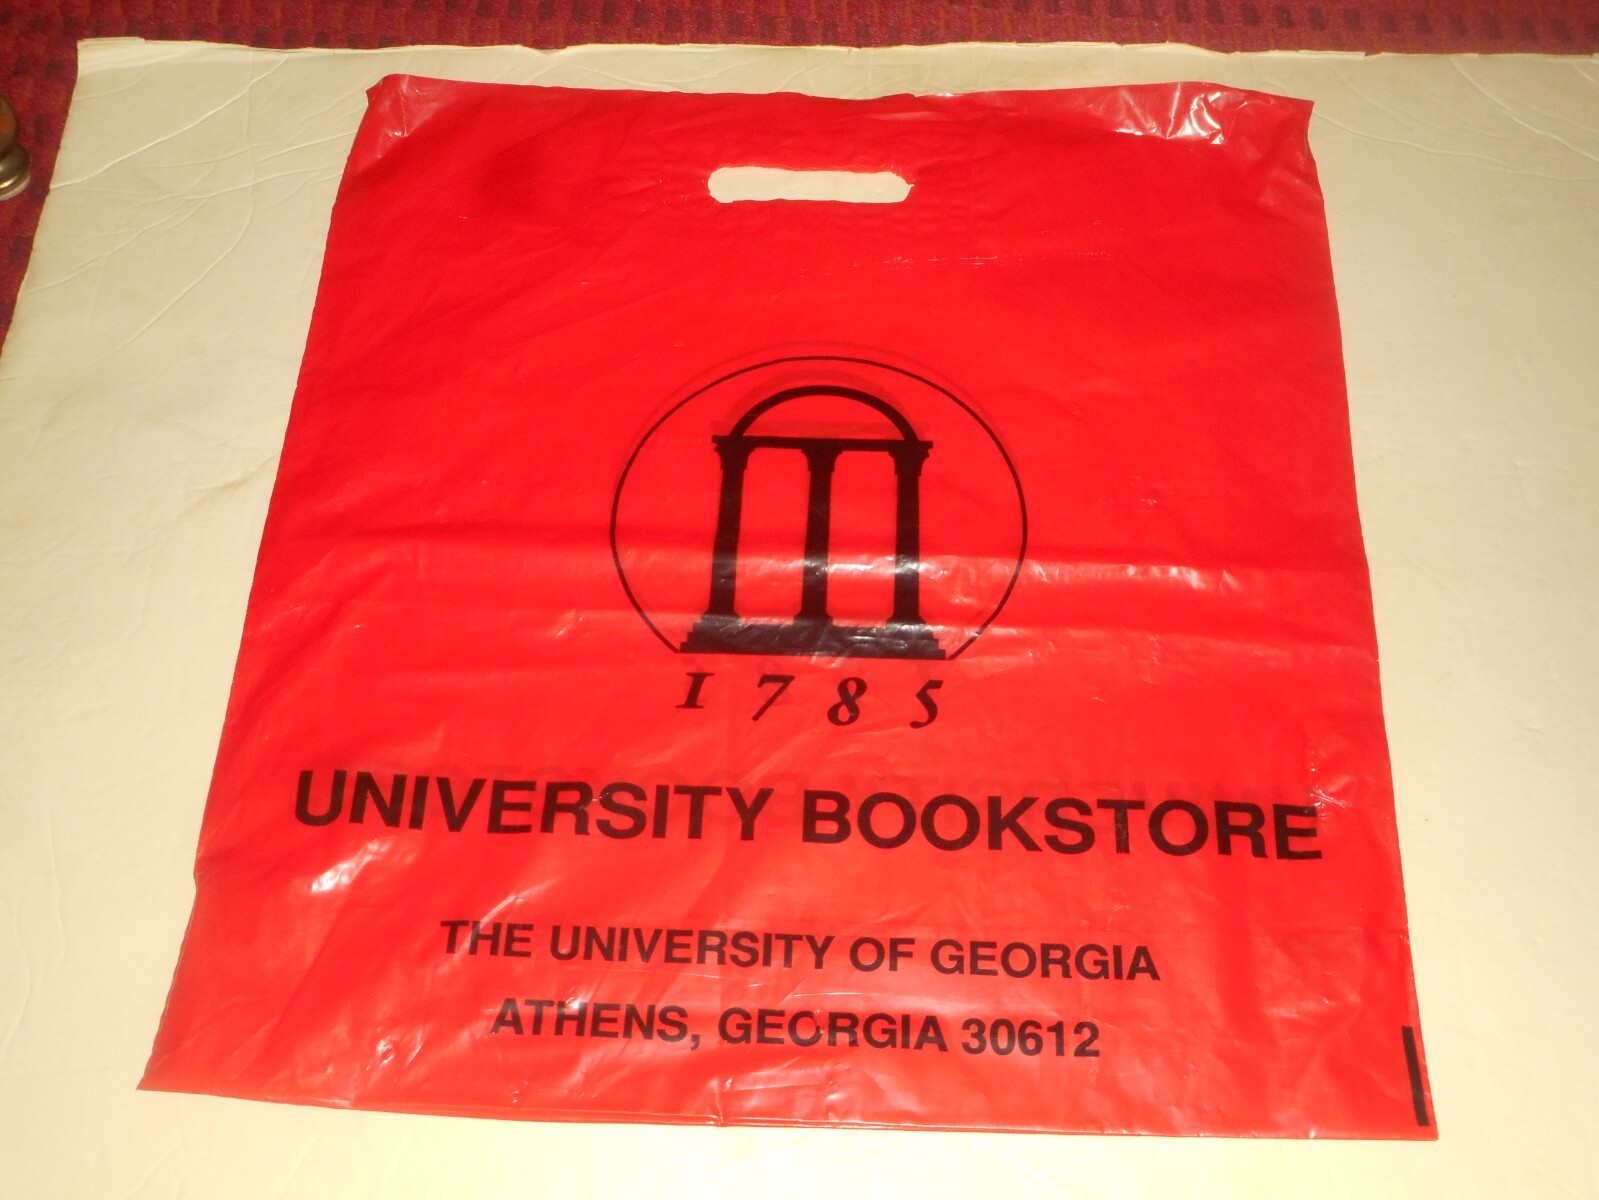 1785
UNIVERSITY BOOKSTORE
THE UNIVERSITY OF GEORGIA
ATHENS, GEORGIA 30612